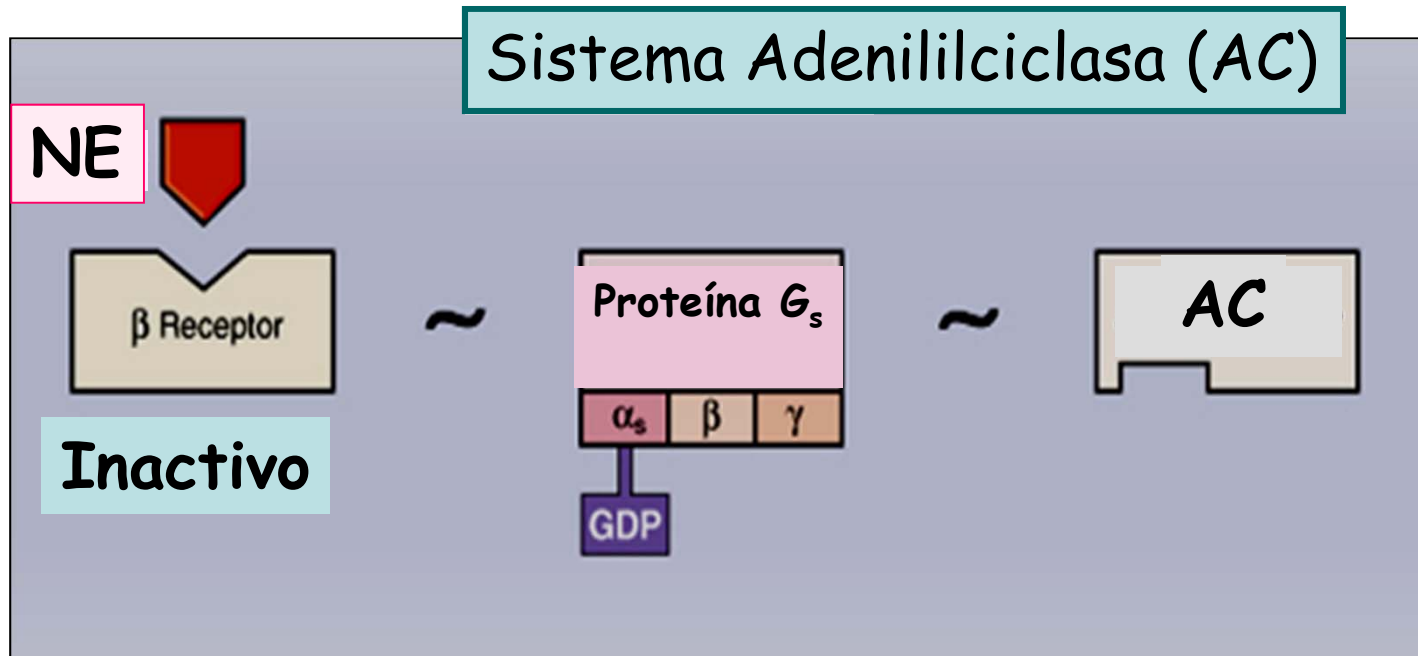 Sistema Adenililciclasa (AC)
NE
β Receptor
~
Proteína Gs
~
AC
αs
β
γ
Inactivo
GDP